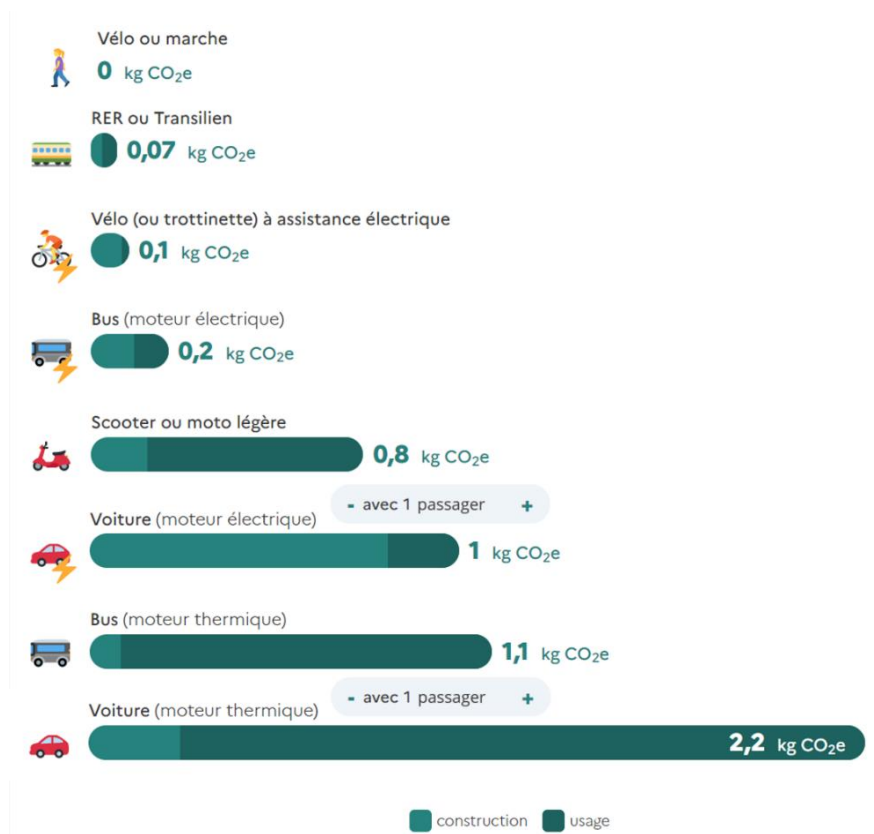 Vélo ou marche
0 kg CO₂e
RER ou Transilien
0,07 kg CO₂e
Vélo (ou trottinette) à assistance électrique
0,1 kg CO₂e
Bus (moteur électrique)
0,2 kg CO₂e
Scooter ou moto légère
0,8 kg CO₂e
- avec 1 passager +
Voiture (moteur électrique)
1 kg CO₂e
Bus (moteur thermique)
1,1 kg CO₂e
- avec 1 passager +
Voiture (moteur thermique)
2,2 kg CO₂e
construction usage